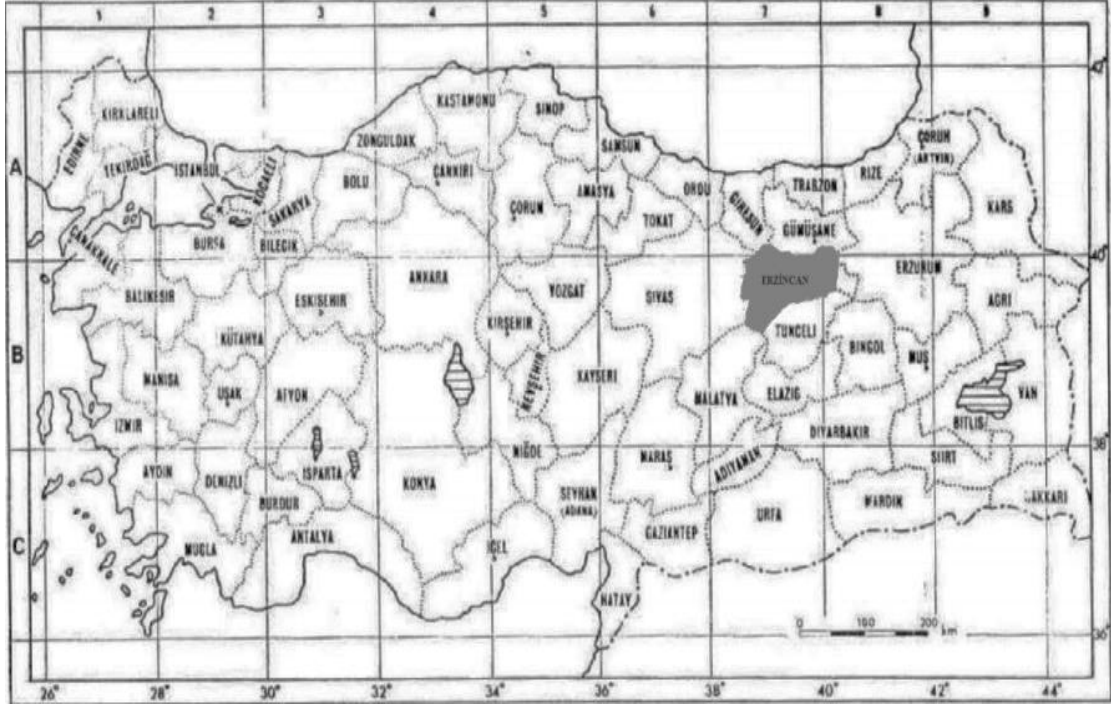 1 2 3 4 5 6 7 8 9
A
B
C
KIRKLARELİ
EDİRNE
TEKİRDAĞ
İSTANBUL
KOCAELİ
SAKARYA
BOLU
ZONGULDAK
KASTAMONU
SİNOP
SAMSUN
ÇANKIRI
ÇORUM
AMASYA
TOKAT
ORDU
GİRESUN
TRABZON
GÜMÜŞANE
RİZE
ÇORUH
(ARTVİN)
KARS
ÇANAKKALE
BURSA
BİLECİK
BALIKESİR
ESKİŞEHİR
ANKARA
KÜTAHYA
KIRŞEHİR
YOZGAT
SİVAS
ERZİNCAN
ERZURUM
AĞRI
TUNCELİ
BİNGÖL
MUŞ
MANİSA
UŞAK
AFYON
İZMİR
NEVŞEHİR
KAYSERİ
MALATYA
ELAZIĞ
DİYARBAKIR
BİTLİS
VAN
SİİRT
AYDIN
DENİZLİ
ISPARTA
BURDUR
KONYA
NİĞDE
MARAŞ
ADIYAMAN
SEYHAN
(ADANA)
URFA
MARDİN
HAKKARİ
MUĞLA
ANTALYA
İÇEL
GAZİANTEP
HATAY
40°
38°
36°
0 100 200
km
26° 28° 30° 32° 34° 36° 38° 40° 42° 44°